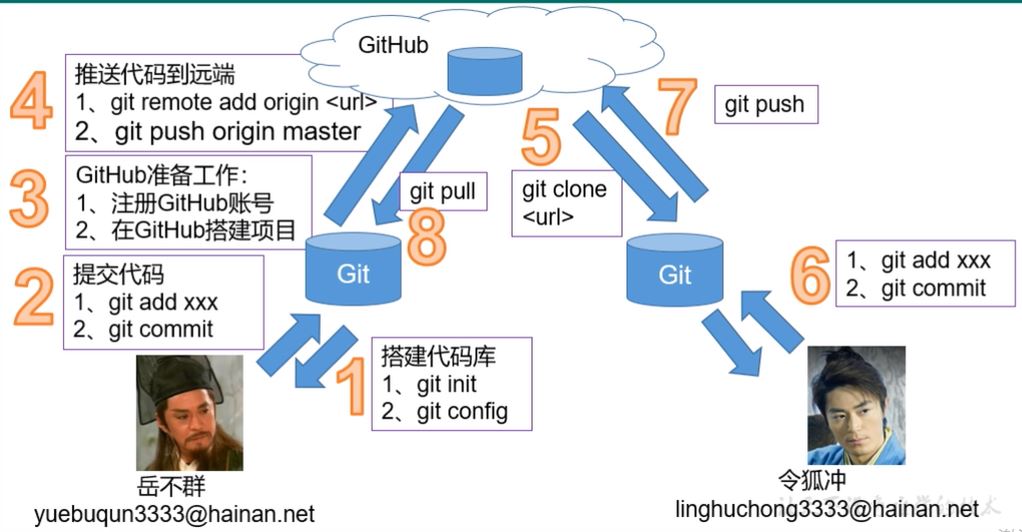 GitHub
4
推送代码到远端
1、git remote add origin <url>
2、git push origin master
3
GitHub准备工作：
1、注册GitHub账号
2、在GitHub搭建项目
2
提交代码
1、git add xxx
2、git commit
1
搭建代码库
1、git init
2、git config
Git
git pull
8
5
git clone
<url>
7
git push
Git
6
1、git add xxx
2、git commit
岳不群
yuebuqun3333@hainan.net
令狐冲
linghuchong3333@hainan.net